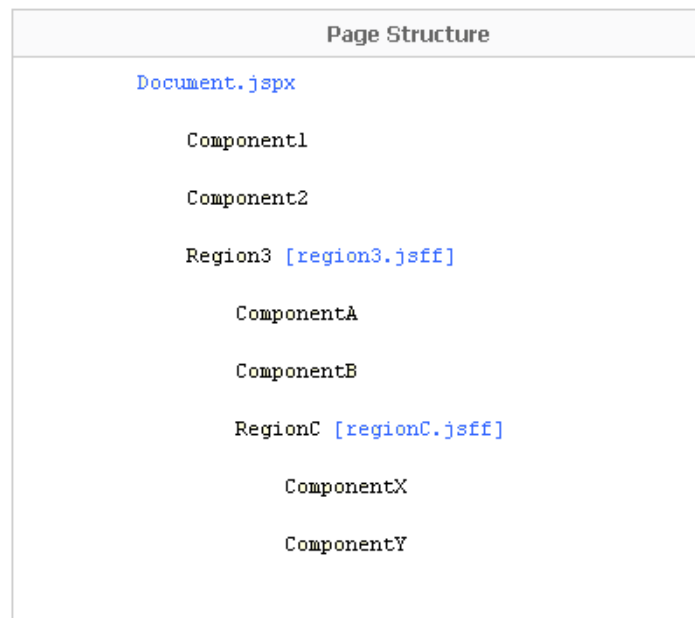 Page Structure
Document.jspx
Component1
Component2
Region3 [region3.jsff]
ComponentA
ComponentB
RegionC [regionC.jsff]
ComponentX
ComponentY